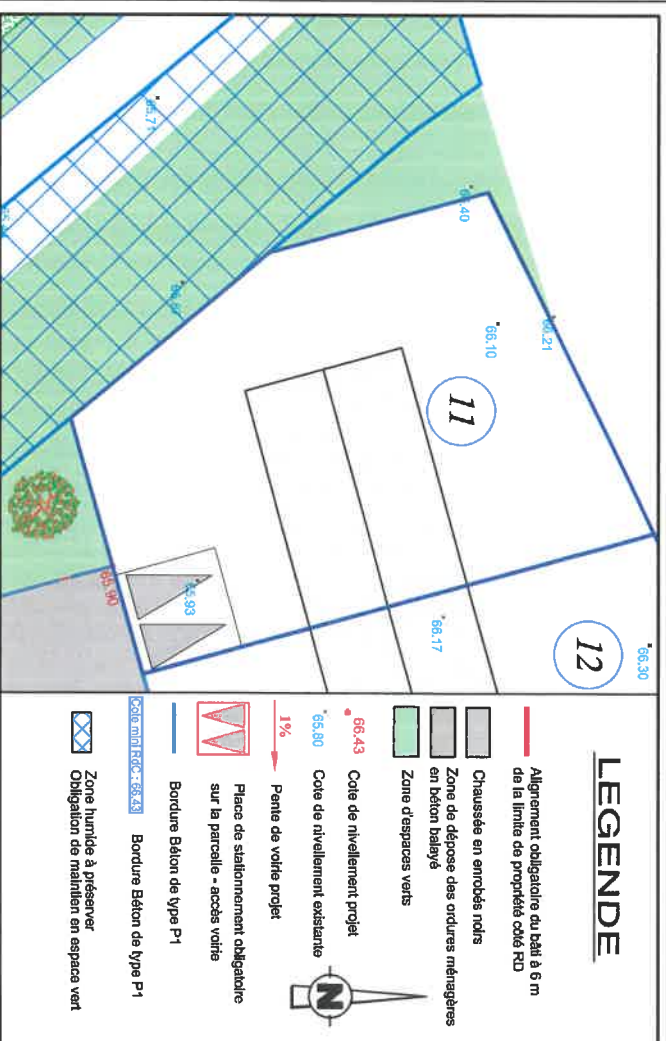 LEGENDE
Alignement obligatoire du bâti à 6 m
de la limite de propriété côté RD
Chaussée en enrobés noirs
Zone de dépose des ordures ménagères
en béton balayé
Zone d'espaces verts
66.43 Cote de nivellement projet
65.80 Cote de nivellement existante
1% Pente de voirie projet
Place de stationnement obligatoire
sur la parcelle - accès voirie
Bordure Béton de type P1
Cote mini RdC : 66.43 Bordure Béton de type P1
Zone humide à préserver
Obligation de maintien en espace vert
N
66.30
12
66.21
66.10
66.40
11
66.17
65.71
65.93
65.90